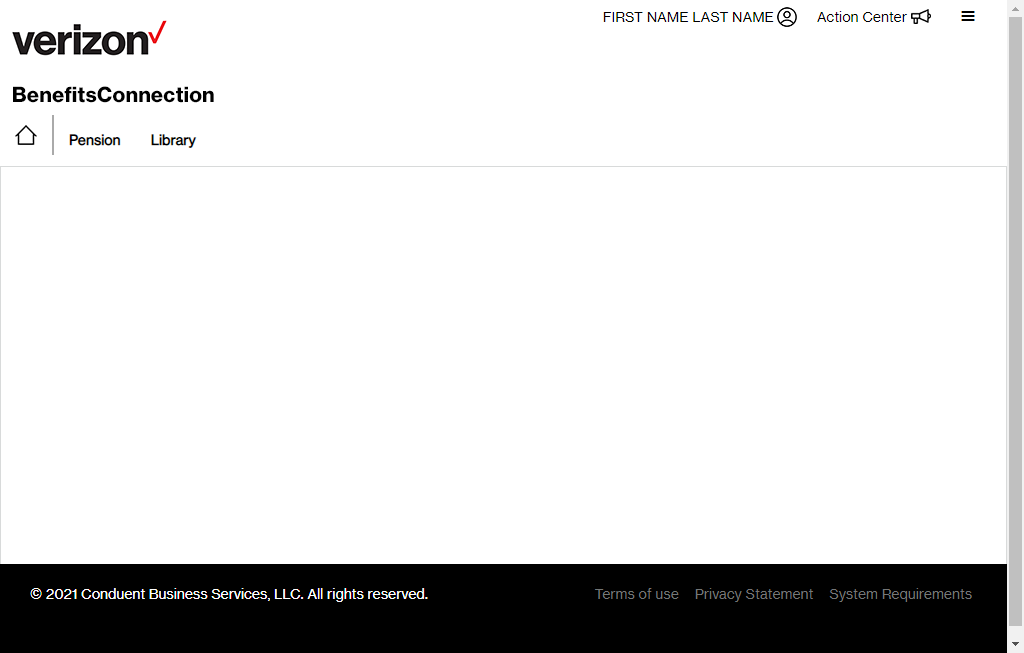 FIRST NAME LAST NAME Action Center
verizon
BenefitsConnection
Pension Library
© 2021 Conduent Business Services, LLC. All rights reserved. Terms of use Privacy Statement System Requirements